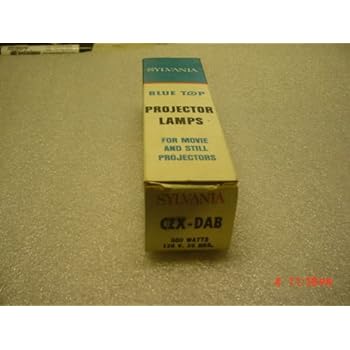 SYLVANIA
BLUE TOP
PROJECTOR
LAMPS
FOR MOVIE
AND STILL
PROJECTORS
SYLVANIA
CZX-DAB
500 WATTS
120 V. 25 HRS.